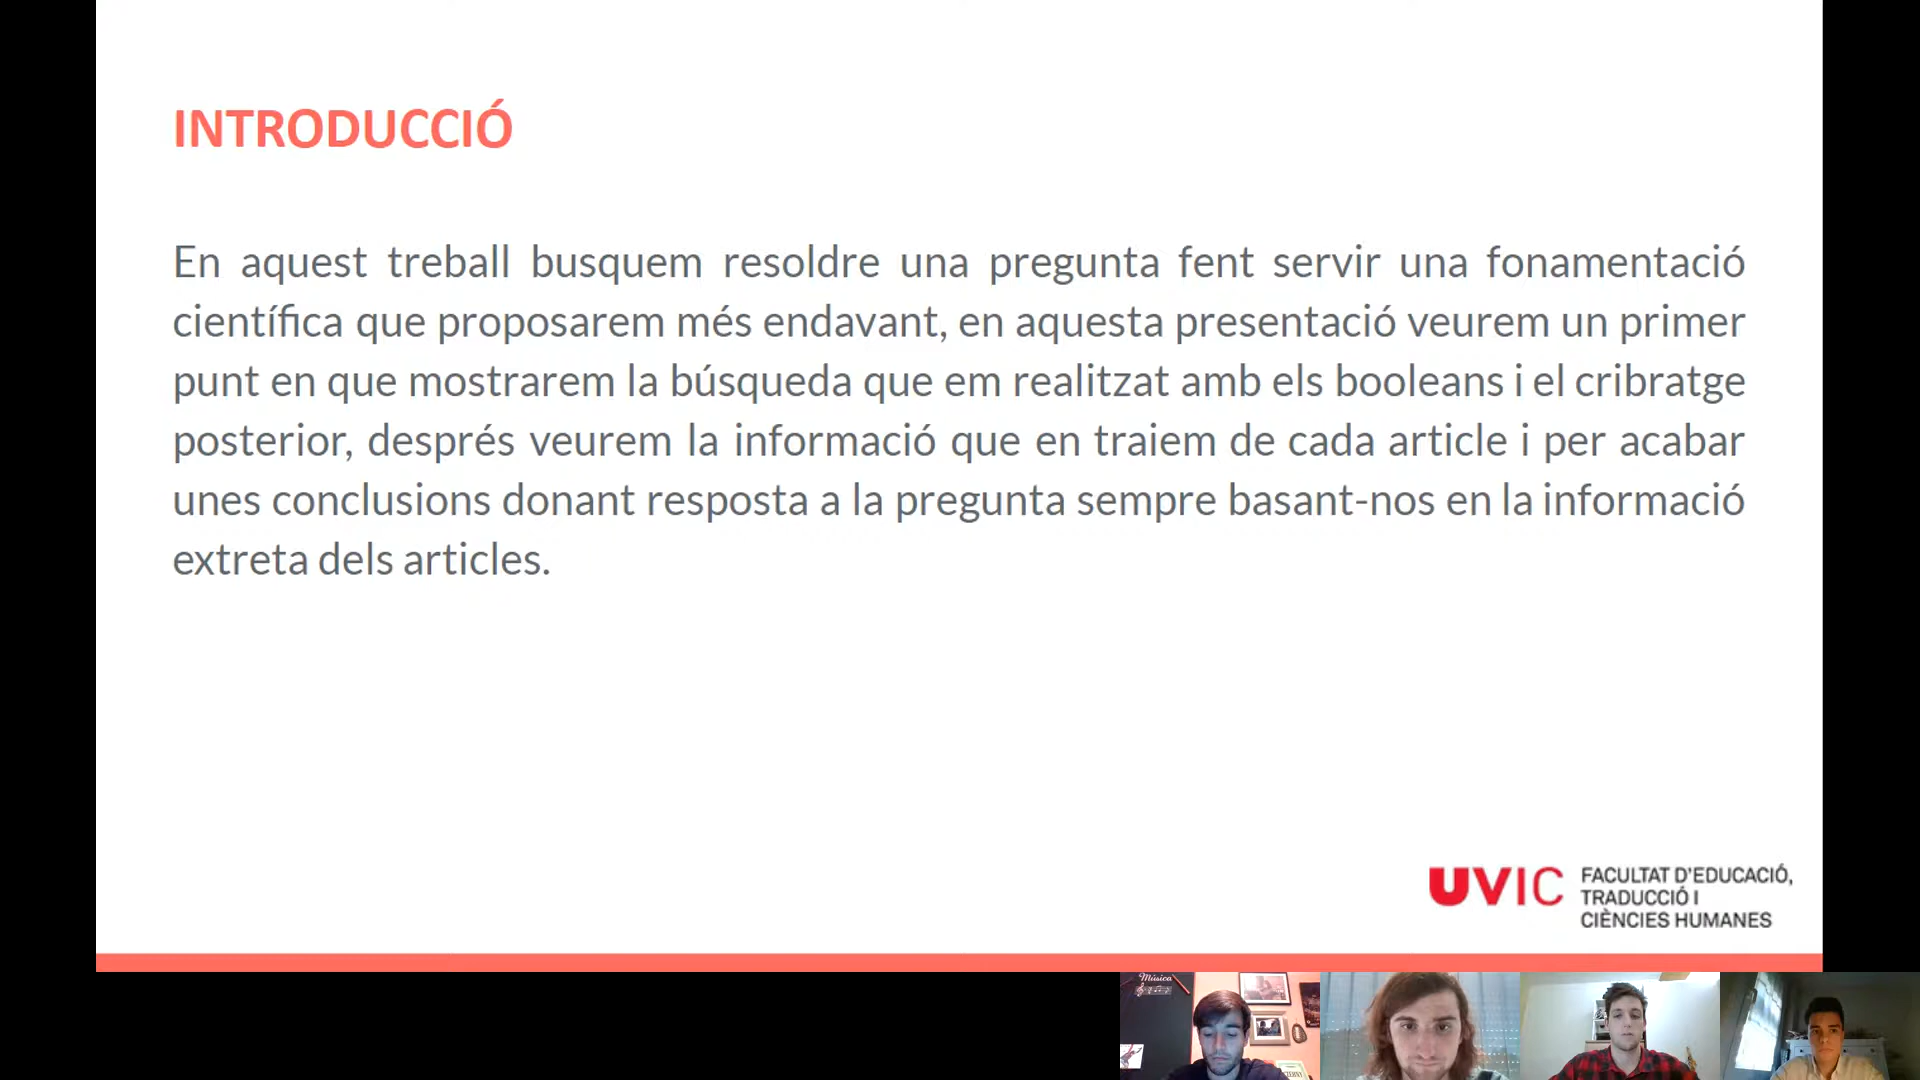 INTRODUCCIÓ
En aquest treball busquem resoldre una pregunta fent servir una fonamentació
científica que proposarem més endavant, en aquesta presentació veurem un primer
punt en que mostrarem la búsqueda que em realitzat amb els booleans i el cribratge
posterior, després veurem la informació que en traiem de cada article i per acabar
unes conclusions donant resposta a la pregunta sempre basant-nos en la informació
extreta dels articles.
UVIC
FACULTAT D'EDUCACIÓ,
TRADUCCIÓ I
CIÈNCIES HUMANES
Música